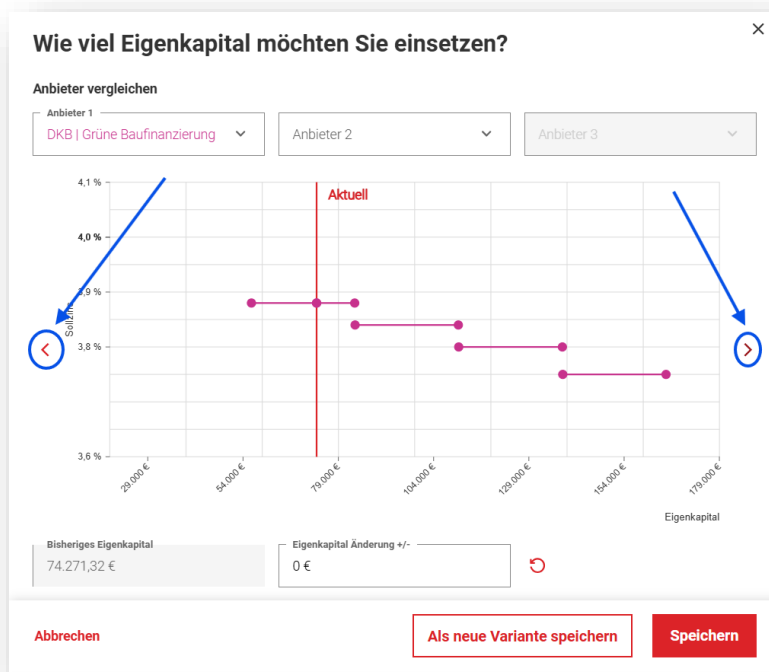 Wie viel Eigenkapital möchten Sie einsetzen?
Anbieter vergleichen
Anbieter 1
DKB | Grüne Baufinanzierung
Anbieter 2
Anbieter 3
4,1 %
Aktuell
4,0 %
3,9 %
Sollzins
3,8 %
3,6 %
29.000 €
54.000 €
79.000 €
104.000 €
129.000 €
154.000 €
179.000 €
Eigenkapital
Bisheriges Eigenkapital
74.271,32 €
Eigenkapital Änderung +/-
0 €
Abbrechen
Als neue Variante speichern
Speichern